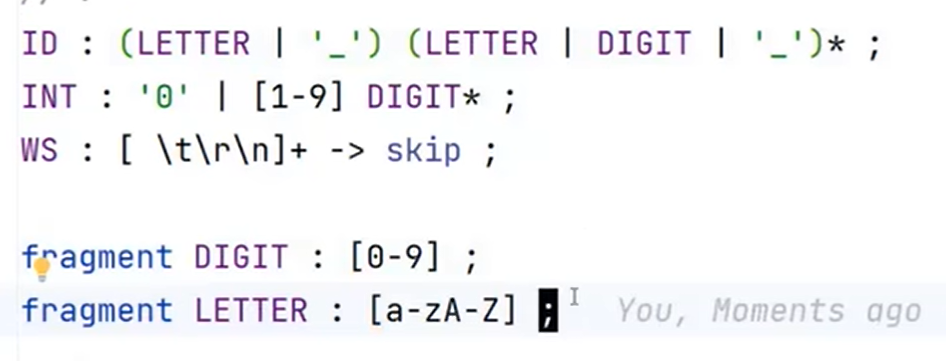 ID : (LETTER | '_') (LETTER | DIGIT | '_')* ;
INT : '0' | [1-9] DIGIT* ;
WS : [ \t\r\n]+ -> skip ;
fragment DIGIT : [0-9] ;
fragment LETTER : [a-zA-Z] ; You, Moments ago